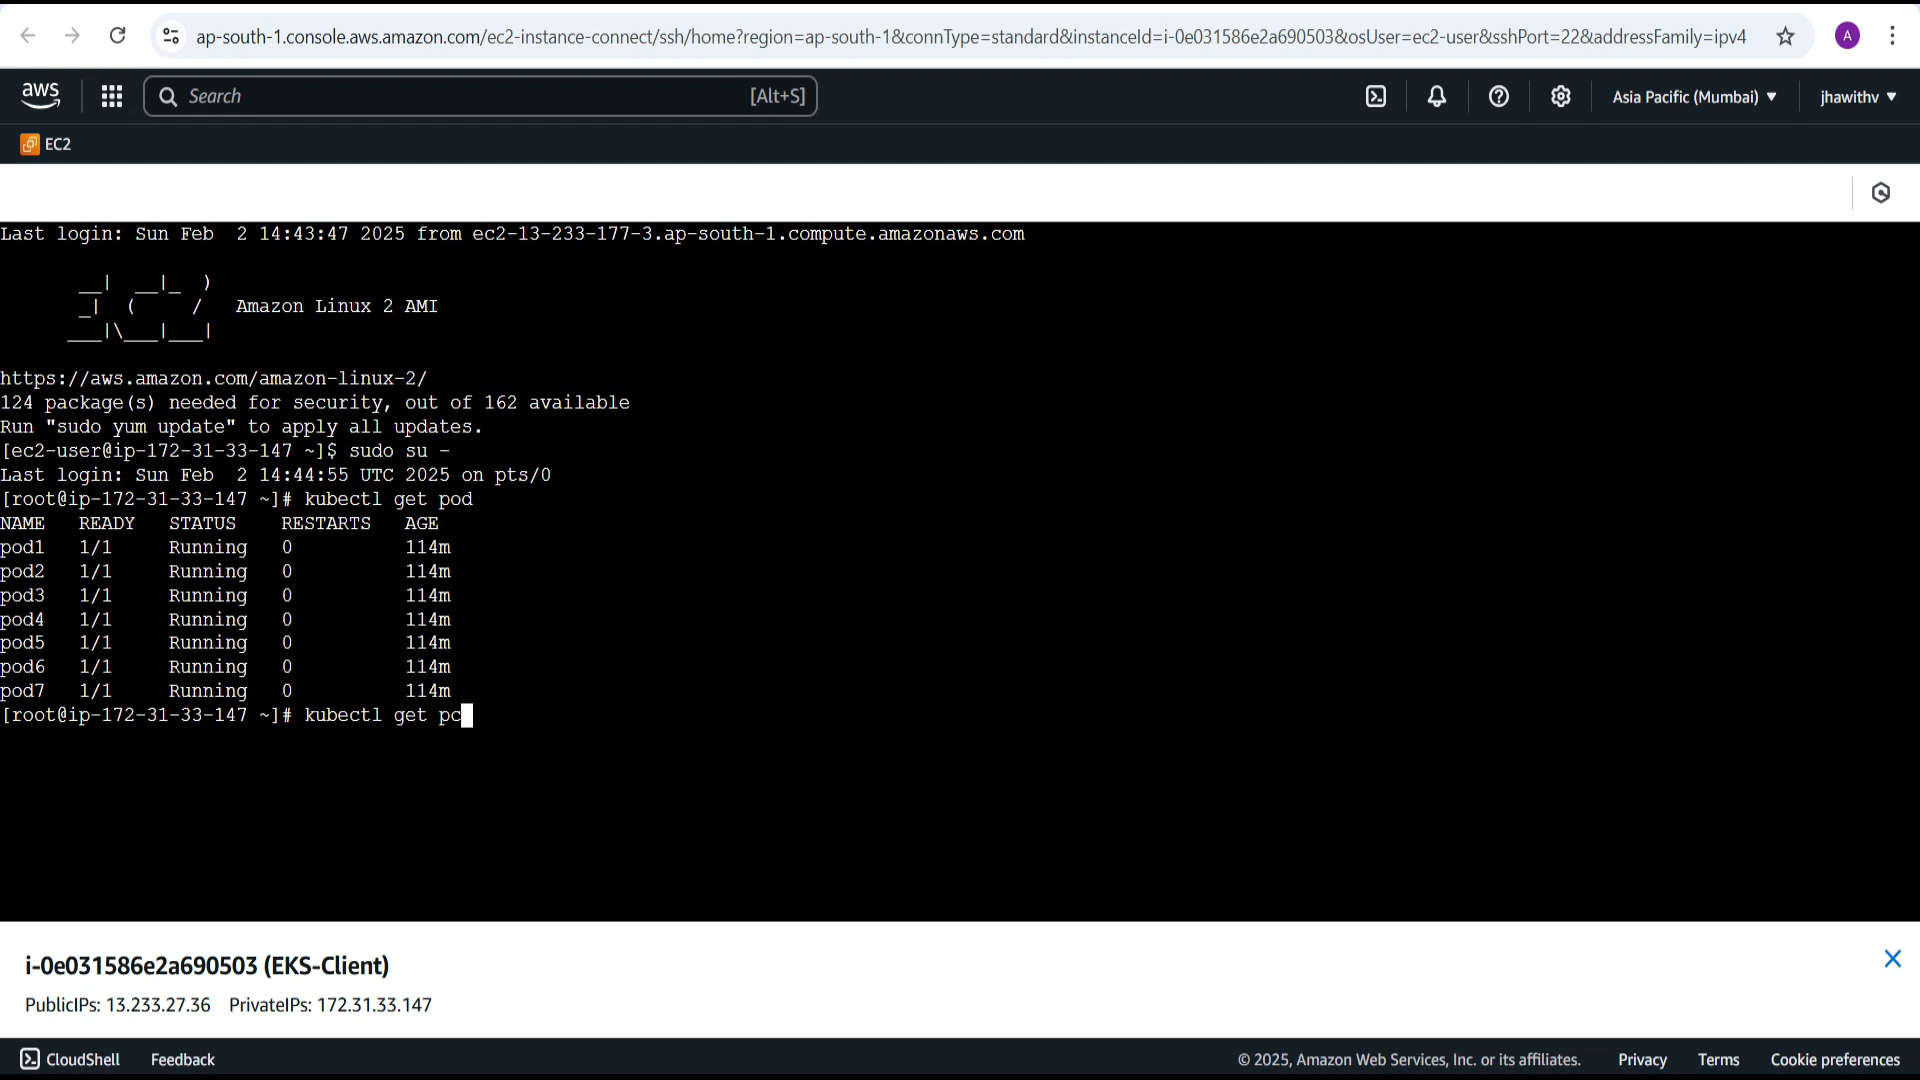 ap-south-1.console.aws.amazon.com/ec2-instance-connect/ssh/home?region=ap-south-1&connType=standard&instanceId=i-0e031586e2a690503&osUser=ec2-user&sshPort=22&addressFamily=ipv4
A
aws
Search [Alt+S]
Asia Pacific (Mumbai)
jhawithv
EC2
Last login: Sun Feb  2 14:43:47 2025 from ec2-13-233-177-3.ap-south-1.compute.amazonaws.com
       __|  __|_  )
       _|  (     /   Amazon Linux 2 AMI
      ___|\___|___|
https://aws.amazon.com/amazon-linux-2/
124 package(s) needed for security, out of 162 available
Run "sudo yum update" to apply all updates.
[ec2-user@ip-172-31-33-147 ~]$ sudo su -
Last login: Sun Feb  2 14:44:55 UTC 2025 on pts/0
[root@ip-172-31-33-147 ~]# kubectl get pod
NAME   READY   STATUS    RESTARTS   AGE
pod1   1/1     Running   0          114m
pod2   1/1     Running   0          114m
pod3   1/1     Running   0          114m
pod4   1/1     Running   0          114m
pod5   1/1     Running   0          114m
pod6   1/1     Running   0          114m
pod7   1/1     Running   0          114m
[root@ip-172-31-33-147 ~]# kubectl get pc
i-0e031586e2a690503 (EKS-Client)
PublicIPs: 13.233.27.36   PrivateIPs: 172.31.33.147
CloudShell   Feedback   © 2025, Amazon Web Services, Inc. or its affiliates.   Privacy   Terms   Cookie preferences